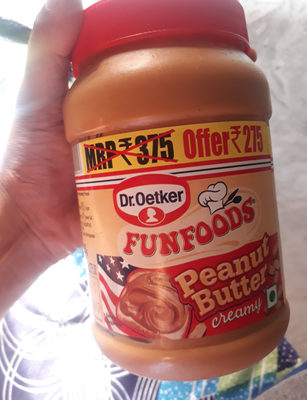 MRP ₹ 375 Offer ₹ 275
Dr.Oetker
FUNFOODS
Peanut
Butter
creamy